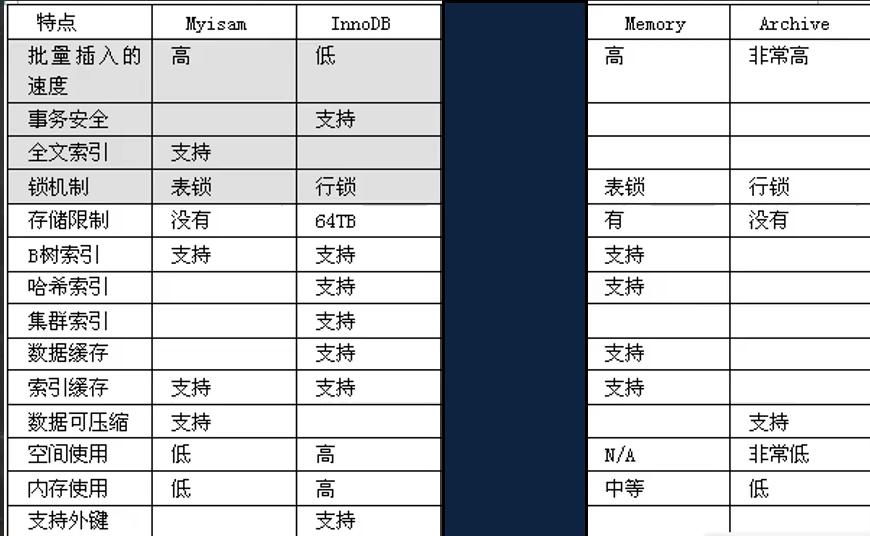 特点 Myisam InnoDB Memory Archive
批量插入的 高 低 高 非常高
速度
事务安全 支持
全文索引 支持
锁机制 表锁 行锁 表锁 行锁
存储限制 没有 64TB 有 没有
B树索引 支持 支持 支持
哈希索引 支持 支持
集群索引 支持
数据缓存 支持 支持
索引缓存 支持 支持 支持
数据可压缩 支持 支持
空间使用 低 高 N/A 非常低
内存使用 低 高 中等 低
支持外键 支持